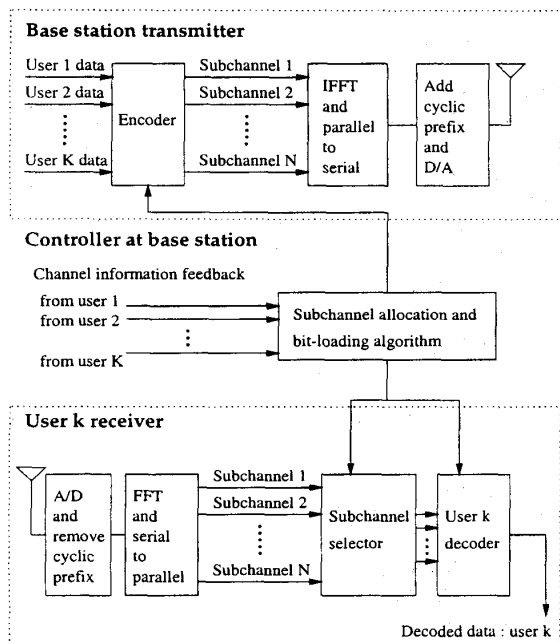 Base station transmitter
User 1 data
User 2 data
User K data
Encoder
Subchannel 1
Subchannel 2
Subchannel N
IFFT
and
parallel
to
serial
Add
cyclic
prefix
and
D/A
Controller at base station
Channel information feedback
from user 1
from user 2
from user K
Subchannel allocation and
bit-loading algorithm
User k receiver
A/D
and
remove
cyclic
prefix
FFT
and
serial
to
parallel
Subchannel 1
Subchannel 2
Subchannel N
Subchannel
selector
User k
decoder
Decoded data : user k